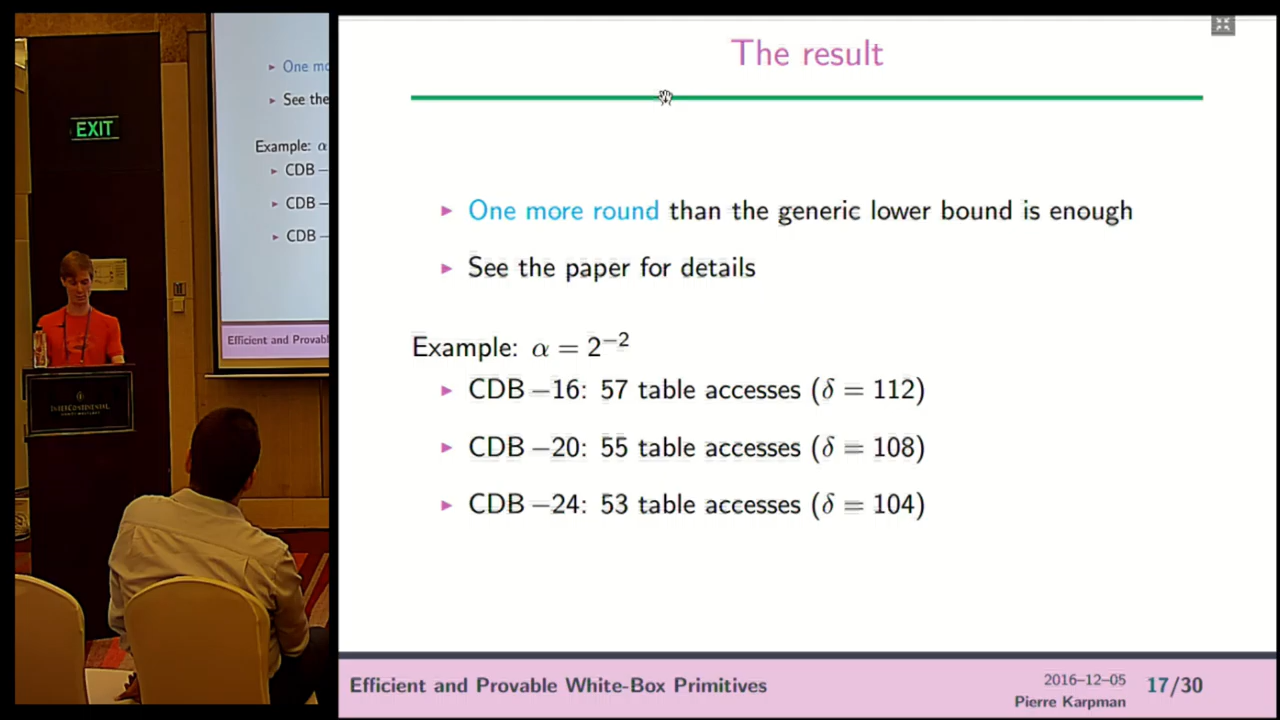 EXIT
One mo
See the
Example: α
CDB –
CDB –
CDB –
Efficient and Provabl
INTERCONTINENTAL
The result
One more round than the generic lower bound is enough
See the paper for details
Example: α = 2⁻²
CDB –16: 57 table accesses (δ = 112)
CDB –20: 55 table accesses (δ = 108)
CDB –24: 53 table accesses (δ = 104)
Efficient and Provable White-Box Primitives
2016–12–05
Pierre Karpman
17/30